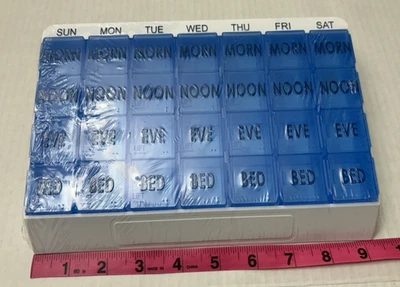 SUN MON TUE WED THU FRI SAT
MORN MORN MORN MORN MORN MORN MORN
NOON NOON NOON NOON NOON NOON NOON
EVE EVE EVE EVE EVE EVE EVE
BED BED BED BED BED BED BED
1 2 3 4 5 6 7 8 9